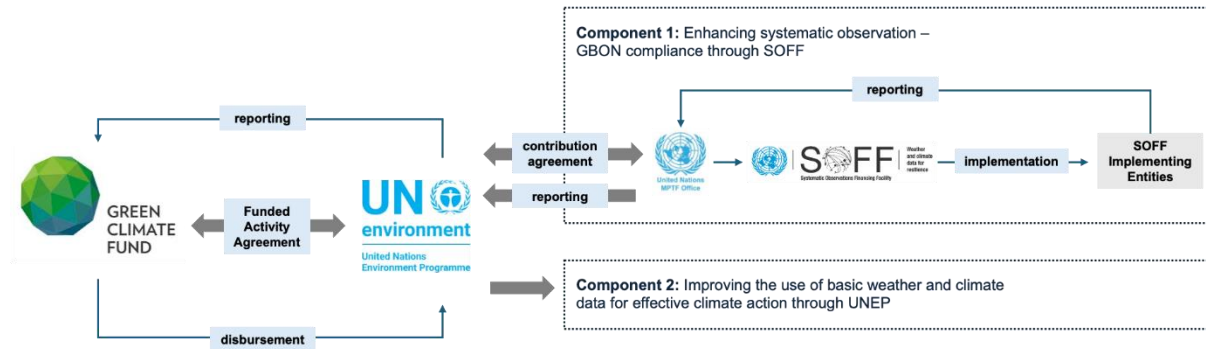 Component 1: Enhancing systematic observation –
GBON compliance through SOFF
reporting
reporting
GREEN
CLIMATE
FUND
Funded
Activity
Agreement
UN
environment
United Nations
Environment Programme
contribution
agreement
reporting
United Nations
MPTF Office
SOFF
Systematic Observations Financing Facility
Weather
and climate
data for
resilience
implementation
SOFF
Implementing
Entities
Component 2: Improving the use of basic weather and climate
data for effective climate action through UNEP
disbursement